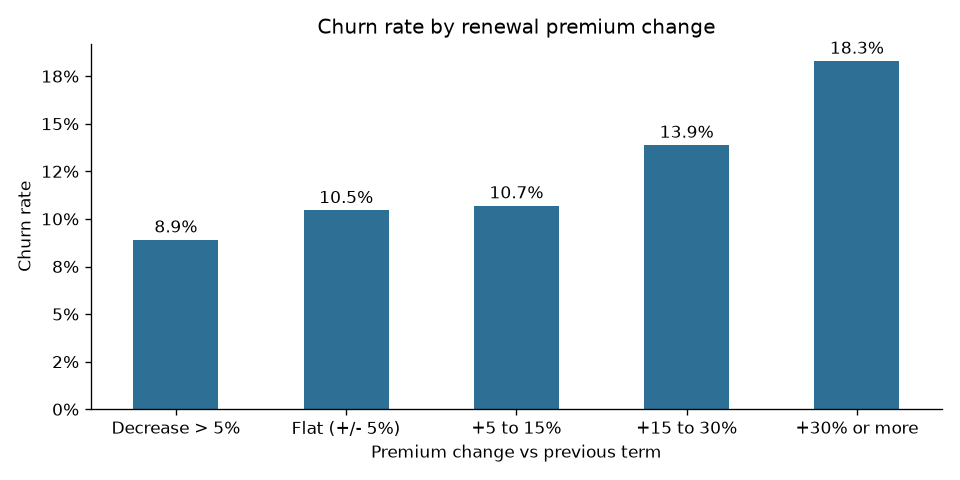 Churn rate by renewal premium change
Churn rate
18%
15%
12%
10%
8%
5%
2%
0%
8.9%
10.5%
10.7%
13.9%
18.3%
Decrease > 5%
Flat (+/- 5%)
+5 to 15%
+15 to 30%
+30% or more
Premium change vs previous term